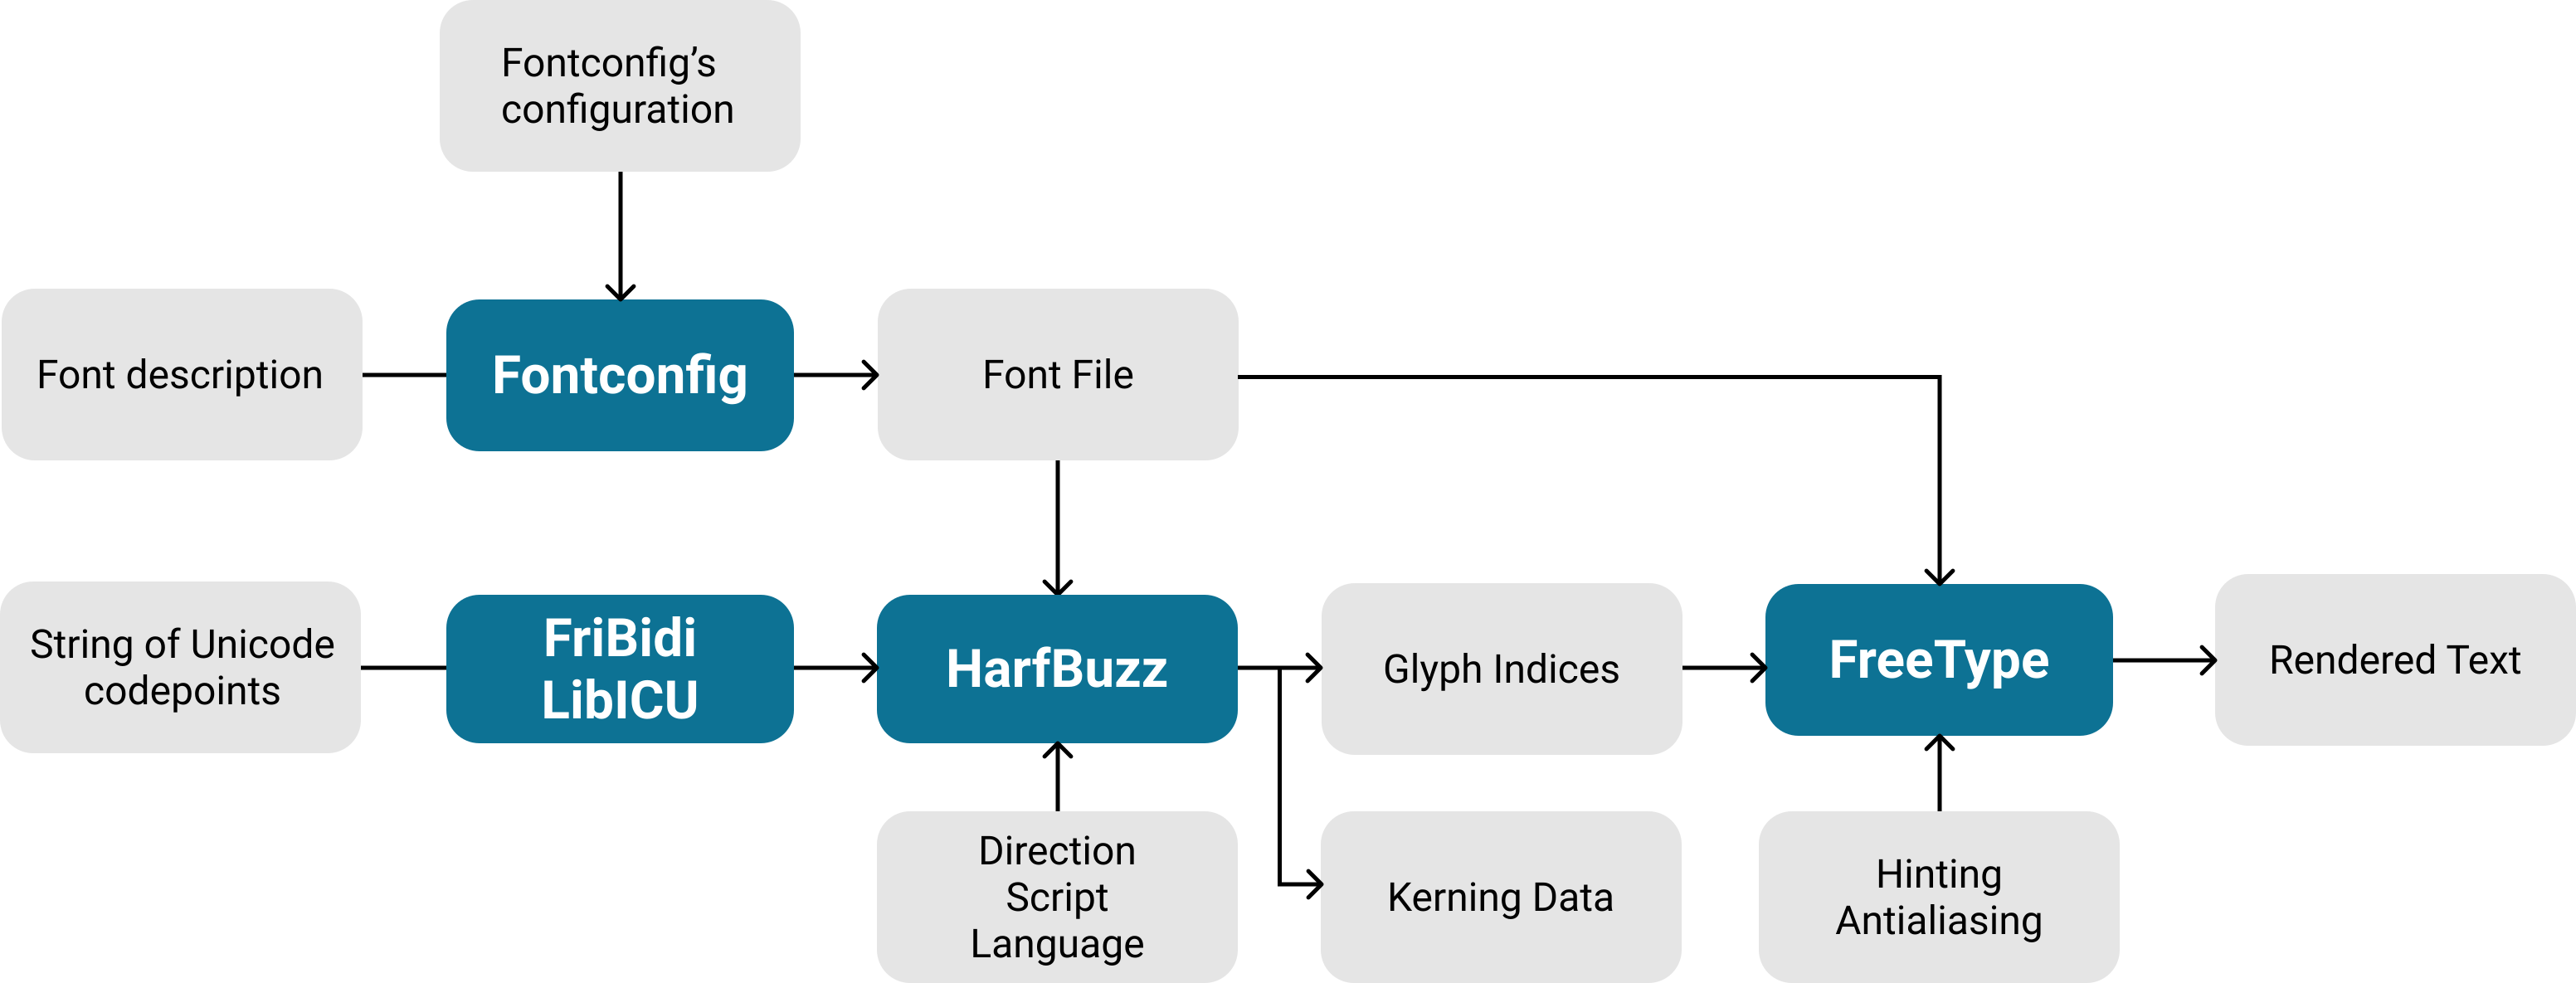 Fontconfig’s
configuration
Font description
Fontconfig
Font File
String of Unicode
codepoints
FriBidi
LibICU
HarfBuzz
Glyph Indices
FreeType
Rendered Text
Direction
Script
Language
Kerning Data
Hinting
Antialiasing